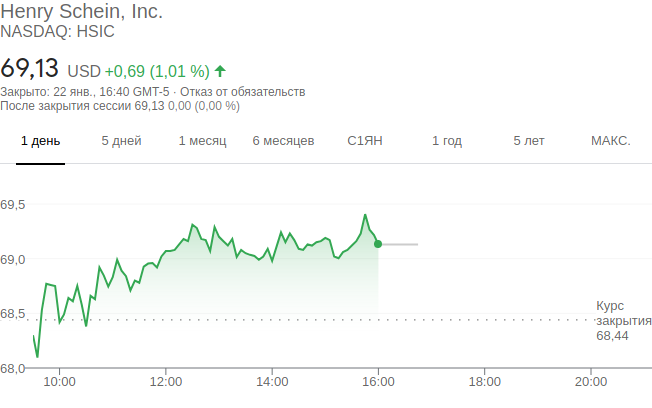 Henry Schein, Inc.
NASDAQ: HSIC
69,13 USD +0,69 (1,01 %)
Закрыто: 22 янв., 16:40 GMT-5 · Отказ от обязательств
После закрытия сессии 69,13 0,00 (0,00 %)
1 день 5 дней 1 месяц 6 месяцев С1ЯН 1 год 5 лет МАКС.
69,5
69,0
68,5
Курс
закрытия
68,44
68,0
10:00 12:00 14:00 16:00 18:00 20:00